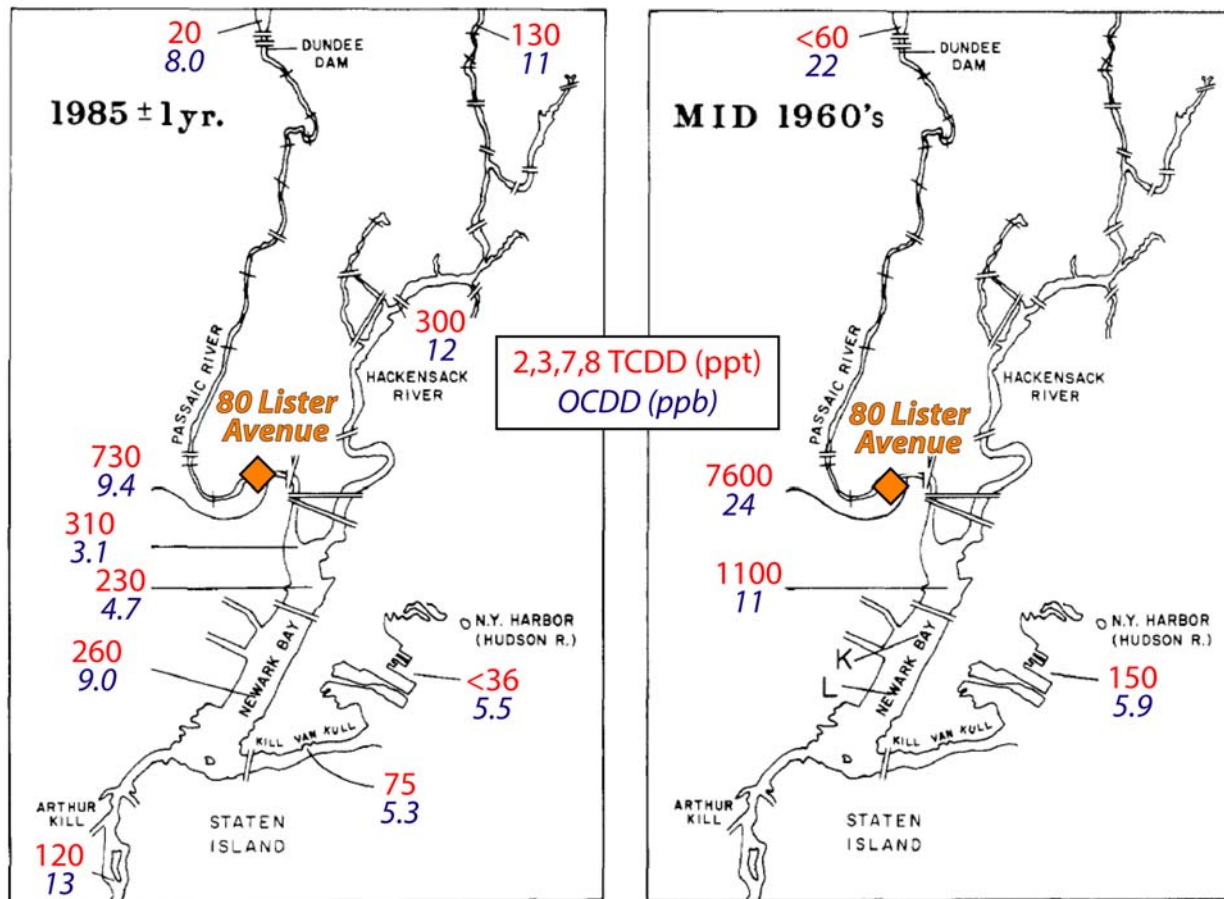 20
8.0
DUNDEE
DAM
130
11
1985 ± 1yr.
PASSAIC RIVER
300
12
HACKENSACK
RIVER
80 Lister
Avenue
730
9.4
310
3.1
230
4.7
260
9.0
NEWARK BAY
N.Y. HARBOR
(HUDSON R.)
<36
5.5
KILL VAN KULL
75
5.3
ARTHUR
KILL
STATEN
ISLAND
120
13
2,3,7,8 TCDD (ppt)
OCDD (ppb)
<60
22
DUNDEE
DAM
MID 1960's
PASSAIC RIVER
HACKENSACK
RIVER
80 Lister
Avenue
7600
24
1100
11
K
L
NEWARK BAY
N.Y. HARBOR
(HUDSON R.)
150
5.9
KILL VAN KULL
ARTHUR
KILL
STATEN
ISLAND